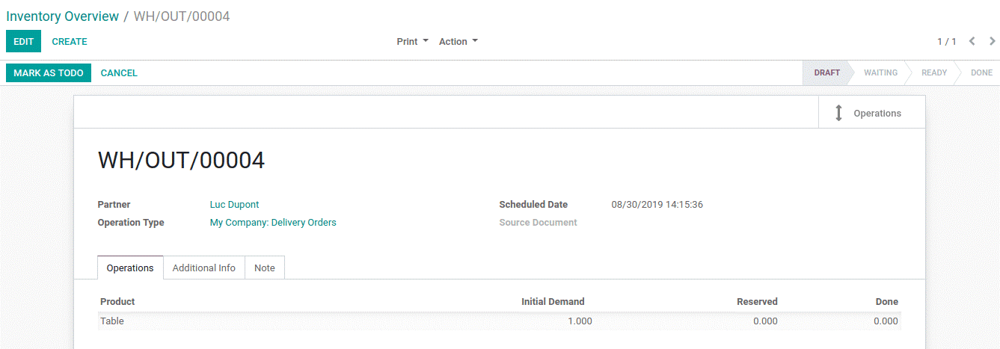 Inventory Overview / WH/OUT/00004
EDIT CREATE Print Action 1 / 1
MARK AS TODO CANCEL DRAFT WAITING READY DONE
Operations
WH/OUT/00004
Partner Luc Dupont Scheduled Date 08/30/2019 14:15:36
Operation Type My Company: Delivery Orders Source Document
Operations Additional Info Note
Product Initial Demand Reserved Done
Table 1.000 0.000 0.000